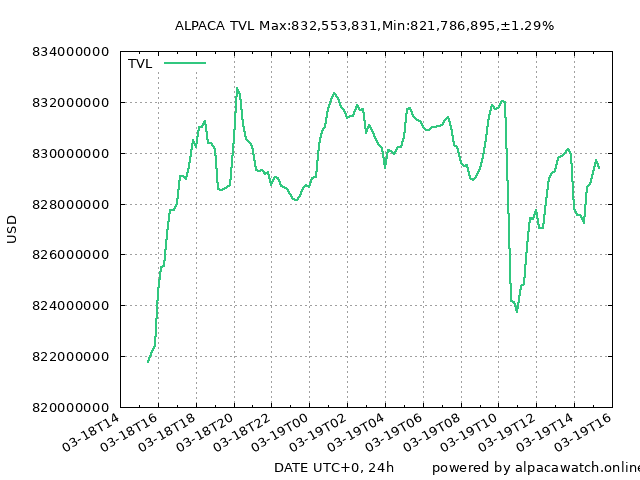 ALPACA TVL Max:832,553,831,Min:821,786,895,±1.29%
834000000
832000000
830000000
828000000
826000000
824000000
822000000
820000000
TVL
USD
03-18T14
03-18T16
03-18T18
03-18T20
03-18T22
03-19T00
03-19T02
03-19T04
03-19T06
03-19T08
03-19T10
03-19T12
03-19T14
03-19T16
DATE UTC+0, 24h
powered by alpacawatch.online